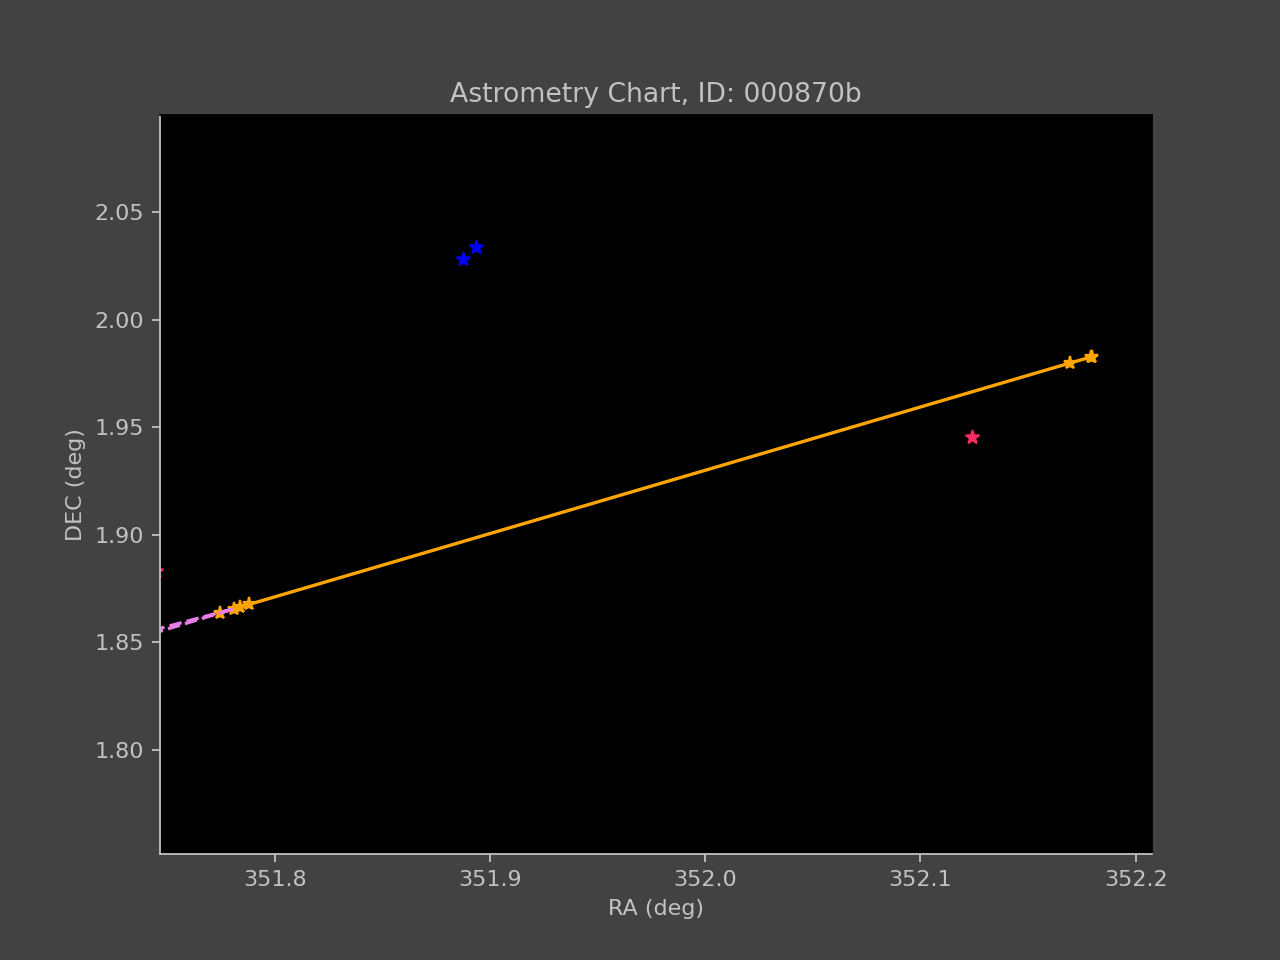 Astrometry Chart, ID: 000870b
2.05
2.00
1.95
1.90
1.85
1.80
DEC (deg)
351.8 351.9 352.0 352.1 352.2
RA (deg)